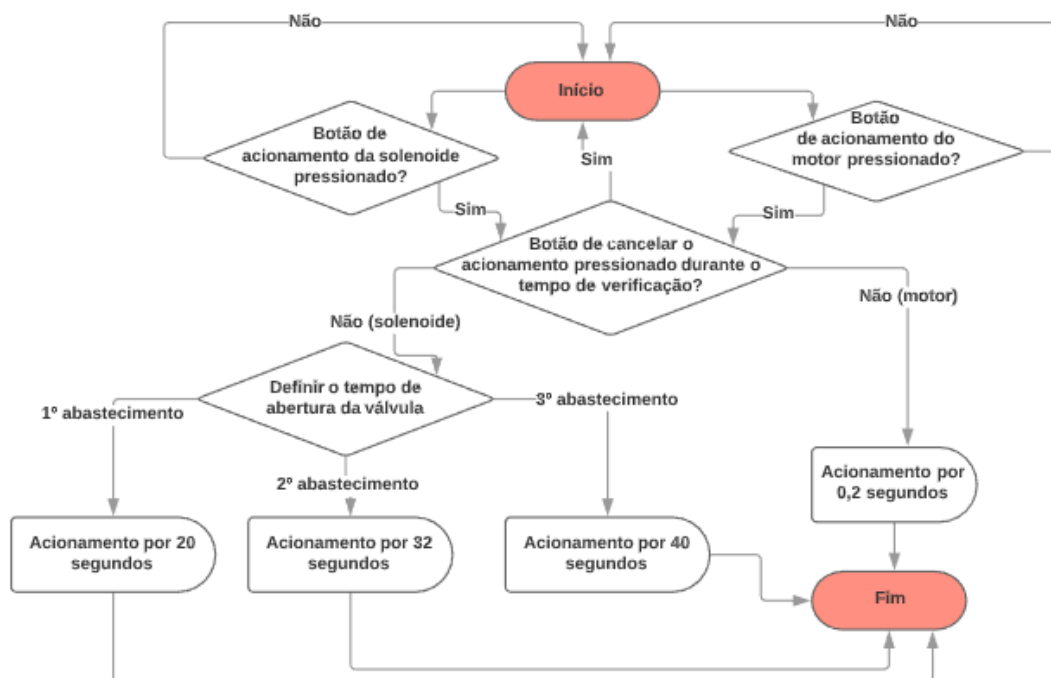 Não
Não
Início
Botão de
acionamento da solenoide
pressionado?
Botão
de acionamento do
motor pressionado?
Sim
Sim
Sim
Botão de cancelar o
acionamento pressionado durante o
tempo de verificação?
Não (motor)
Não (solenoide)
Definir o tempo de
abertura da válvula
1º abastecimento
3º abastecimento
2º abastecimento
Acionamento por
0,2 segundos
Acionamento por 20
segundos
Acionamento por 32
segundos
Acionamento por 40
segundos
Fim